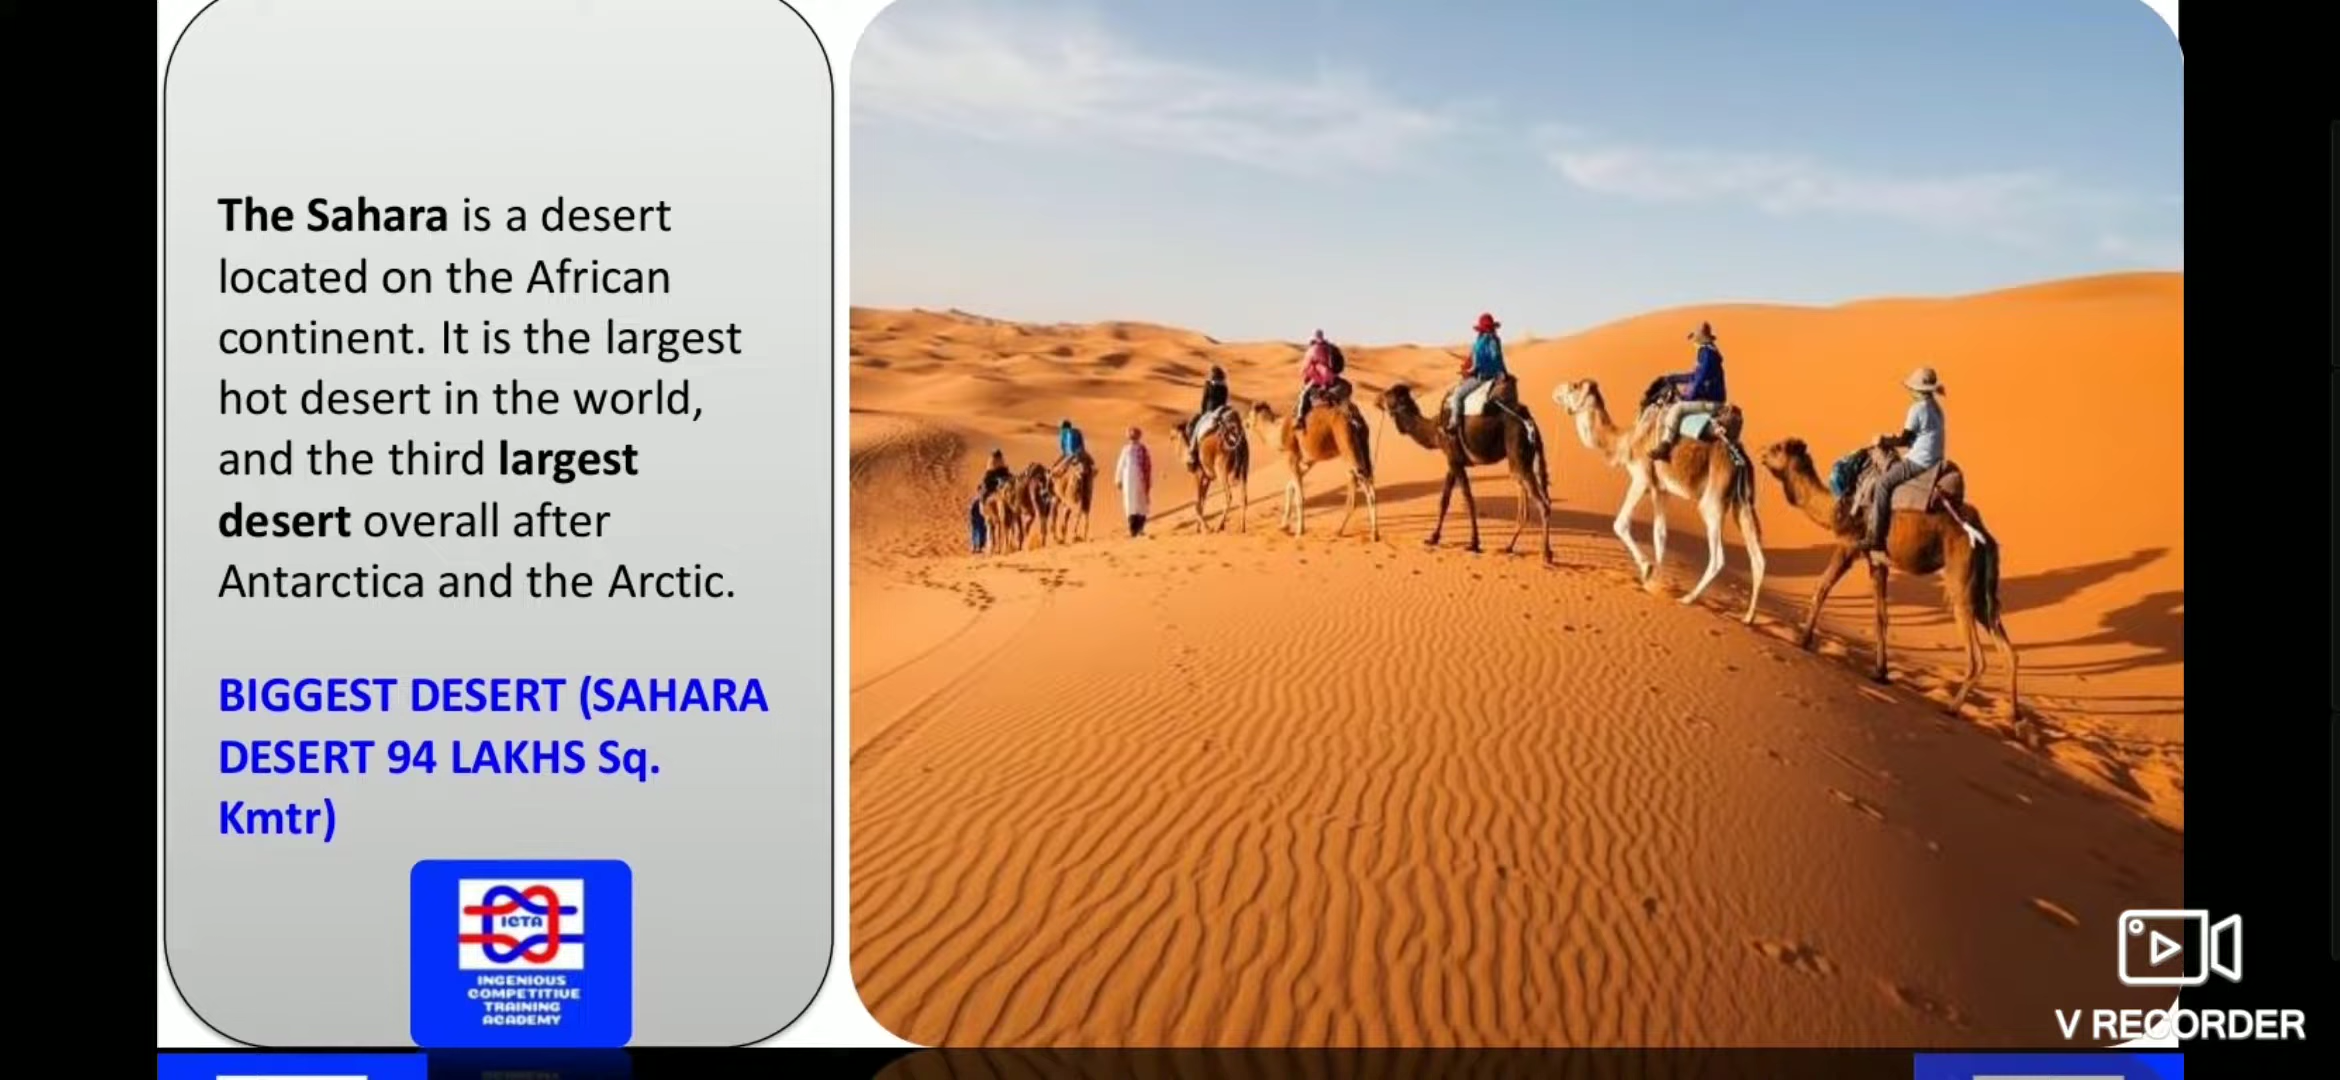 The Sahara is a desert
located on the African
continent. It is the largest
hot desert in the world,
and the third largest
desert overall after
Antarctica and the Arctic.
BIGGEST DESERT (SAHARA
DESERT 94 LAKHS Sq.
Kmtr)
ICTA
INGENIOUS
COMPETITIVE
TRAINING
ACADEMY
V RECORDER